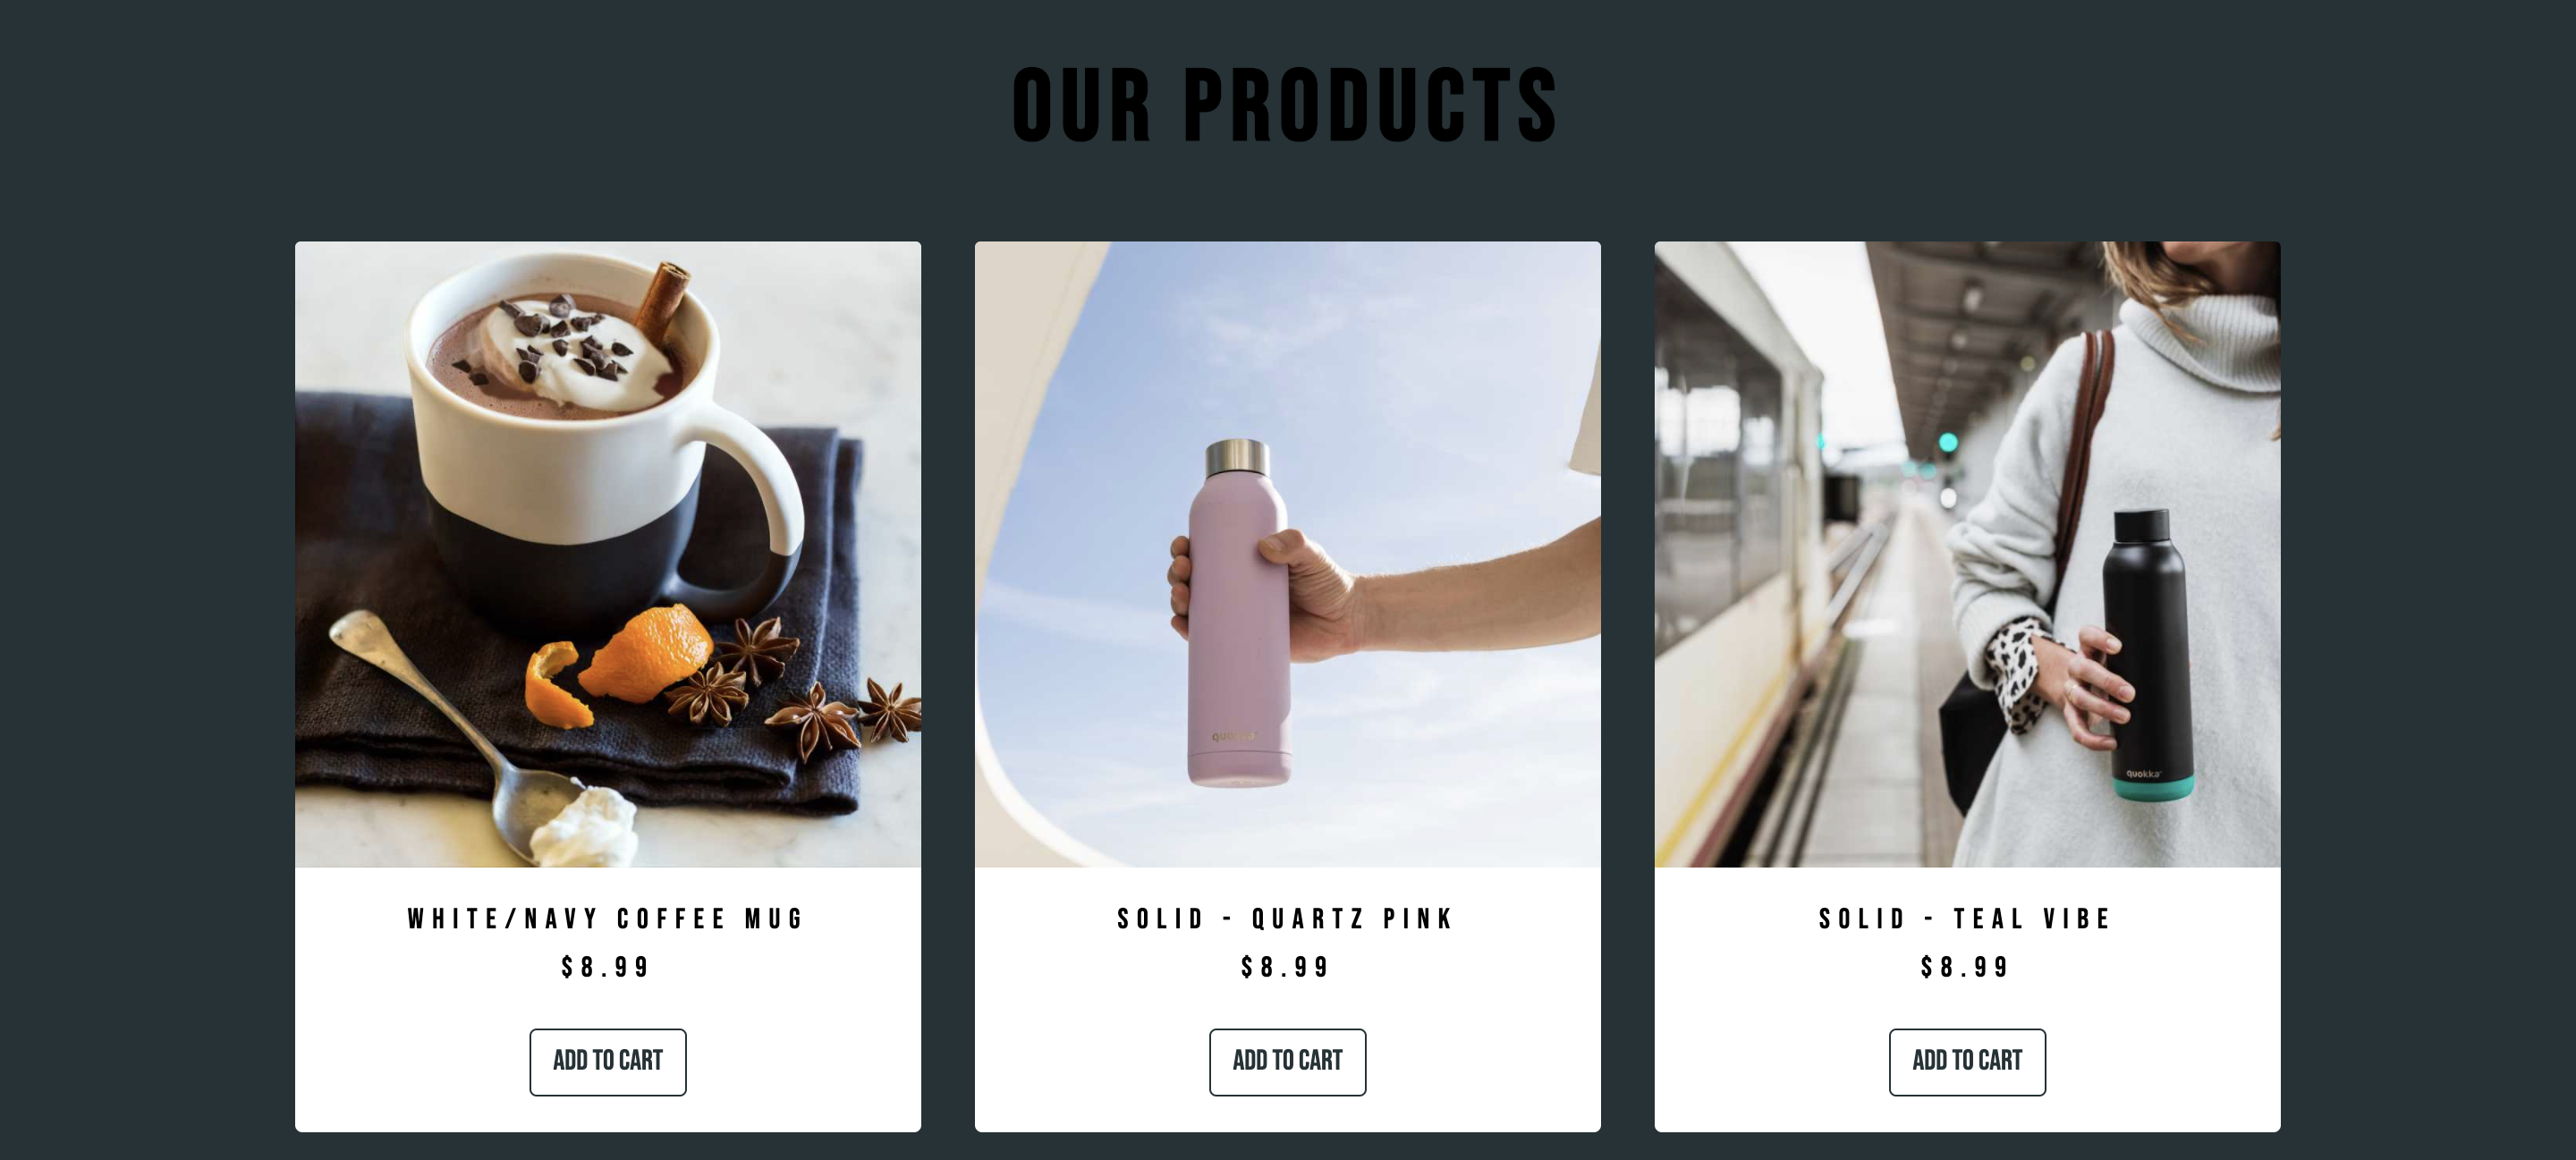 OUR PRODUCTS
WHITE/NAVY COFFEE MUG
$8.99
ADD TO CART
SOLID - QUARTZ PINK
$8.99
ADD TO CART
quokka
SOLID - TEAL VIBE
$8.99
ADD TO CART